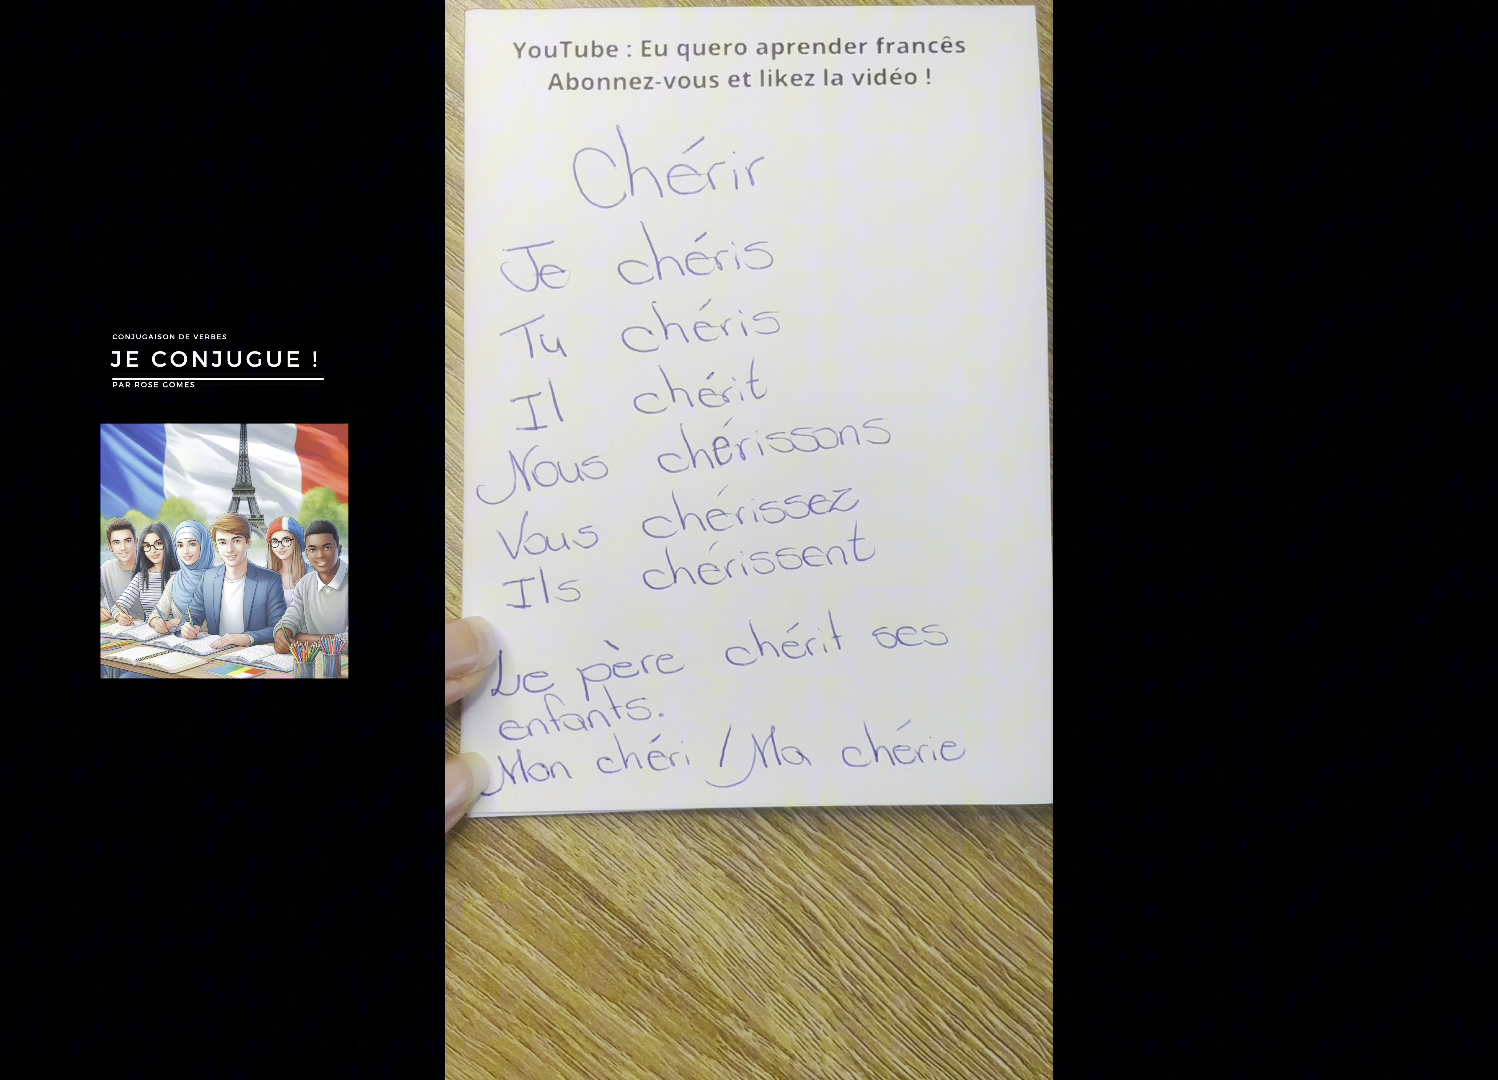 CONJUGAISON DE VERBES
JE CONJUGUE !
PAR ROSE GOMES
YouTube : Eu quero aprender francês
Abonnez-vous et likez la vidéo !
Chérir
Je chéris
Tu chéris
Il chérit
Nous chérissons
Vous chérissez
Ils chérissent
Le père chérit ses
enfants.
Mon chéri / Ma chérie